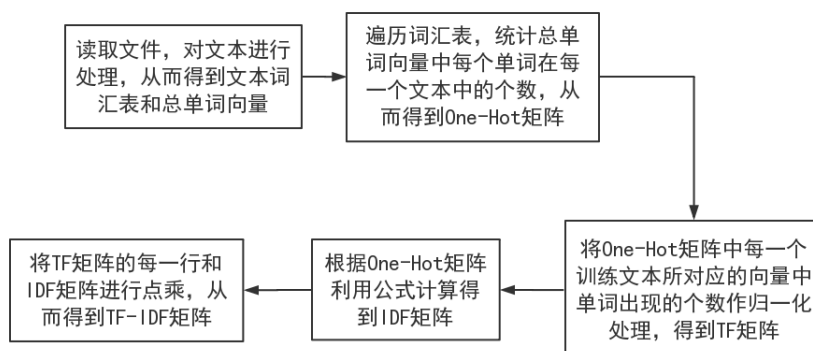 读取文件，对文本进行
处理，从而得到文本词
汇表和总单词向量
遍历词汇表，统计总单
词向量中每个单词在每
一个文本中的个数，从
而得到One-Hot矩阵
将One-Hot矩阵中每一个
训练文本所对应的向量中
单词出现的个数作归一化
处理，得到TF矩阵
根据One-Hot矩阵
利用公式计算得
到IDF矩阵
将TF矩阵的每一行和
IDF矩阵进行点乘，从
而得到TF-IDF矩阵